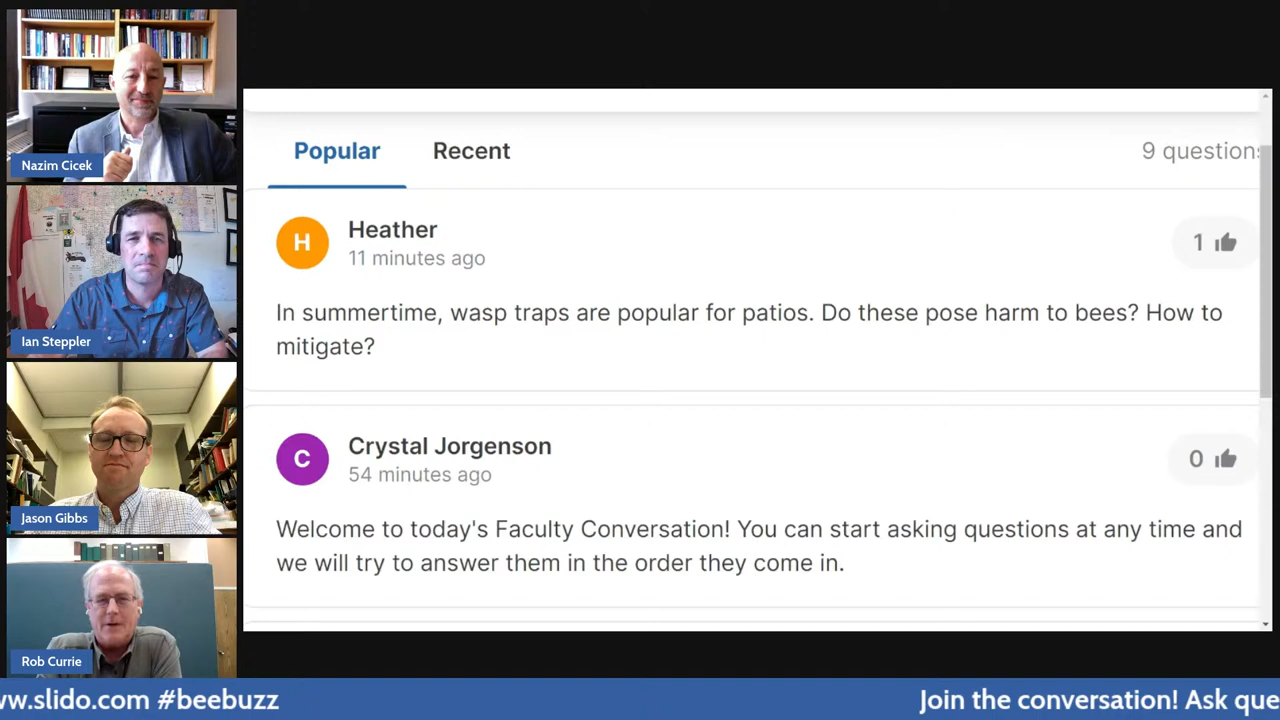 Nazim Cicek
Ian Steppler
Jason Gibbs
Rob Currie
Popular
Recent
9 questions
H
Heather
11 minutes ago
1
In summertime, wasp traps are popular for patios. Do these pose harm to bees? How to
mitigate?
C
Crystal Jorgenson
54 minutes ago
0
Welcome to today's Faculty Conversation! You can start asking questions at any time and
we will try to answer them in the order they come in.
ww.slido.com #beebuzz
Join the conversation! Ask que